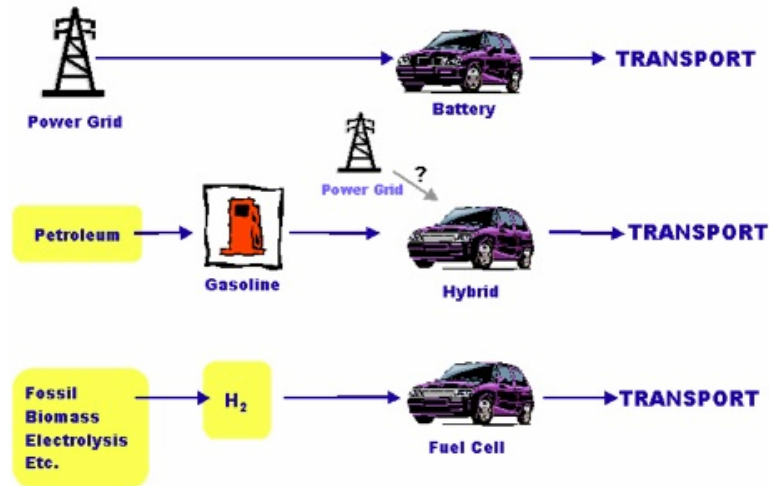 TRANSPORT
Battery
Power Grid
?
Power Grid
Petroleum
TRANSPORT
Gasoline
Hybrid
Fossil
Biomass
Electrolysis
Etc.
H₂
TRANSPORT
Fuel Cell